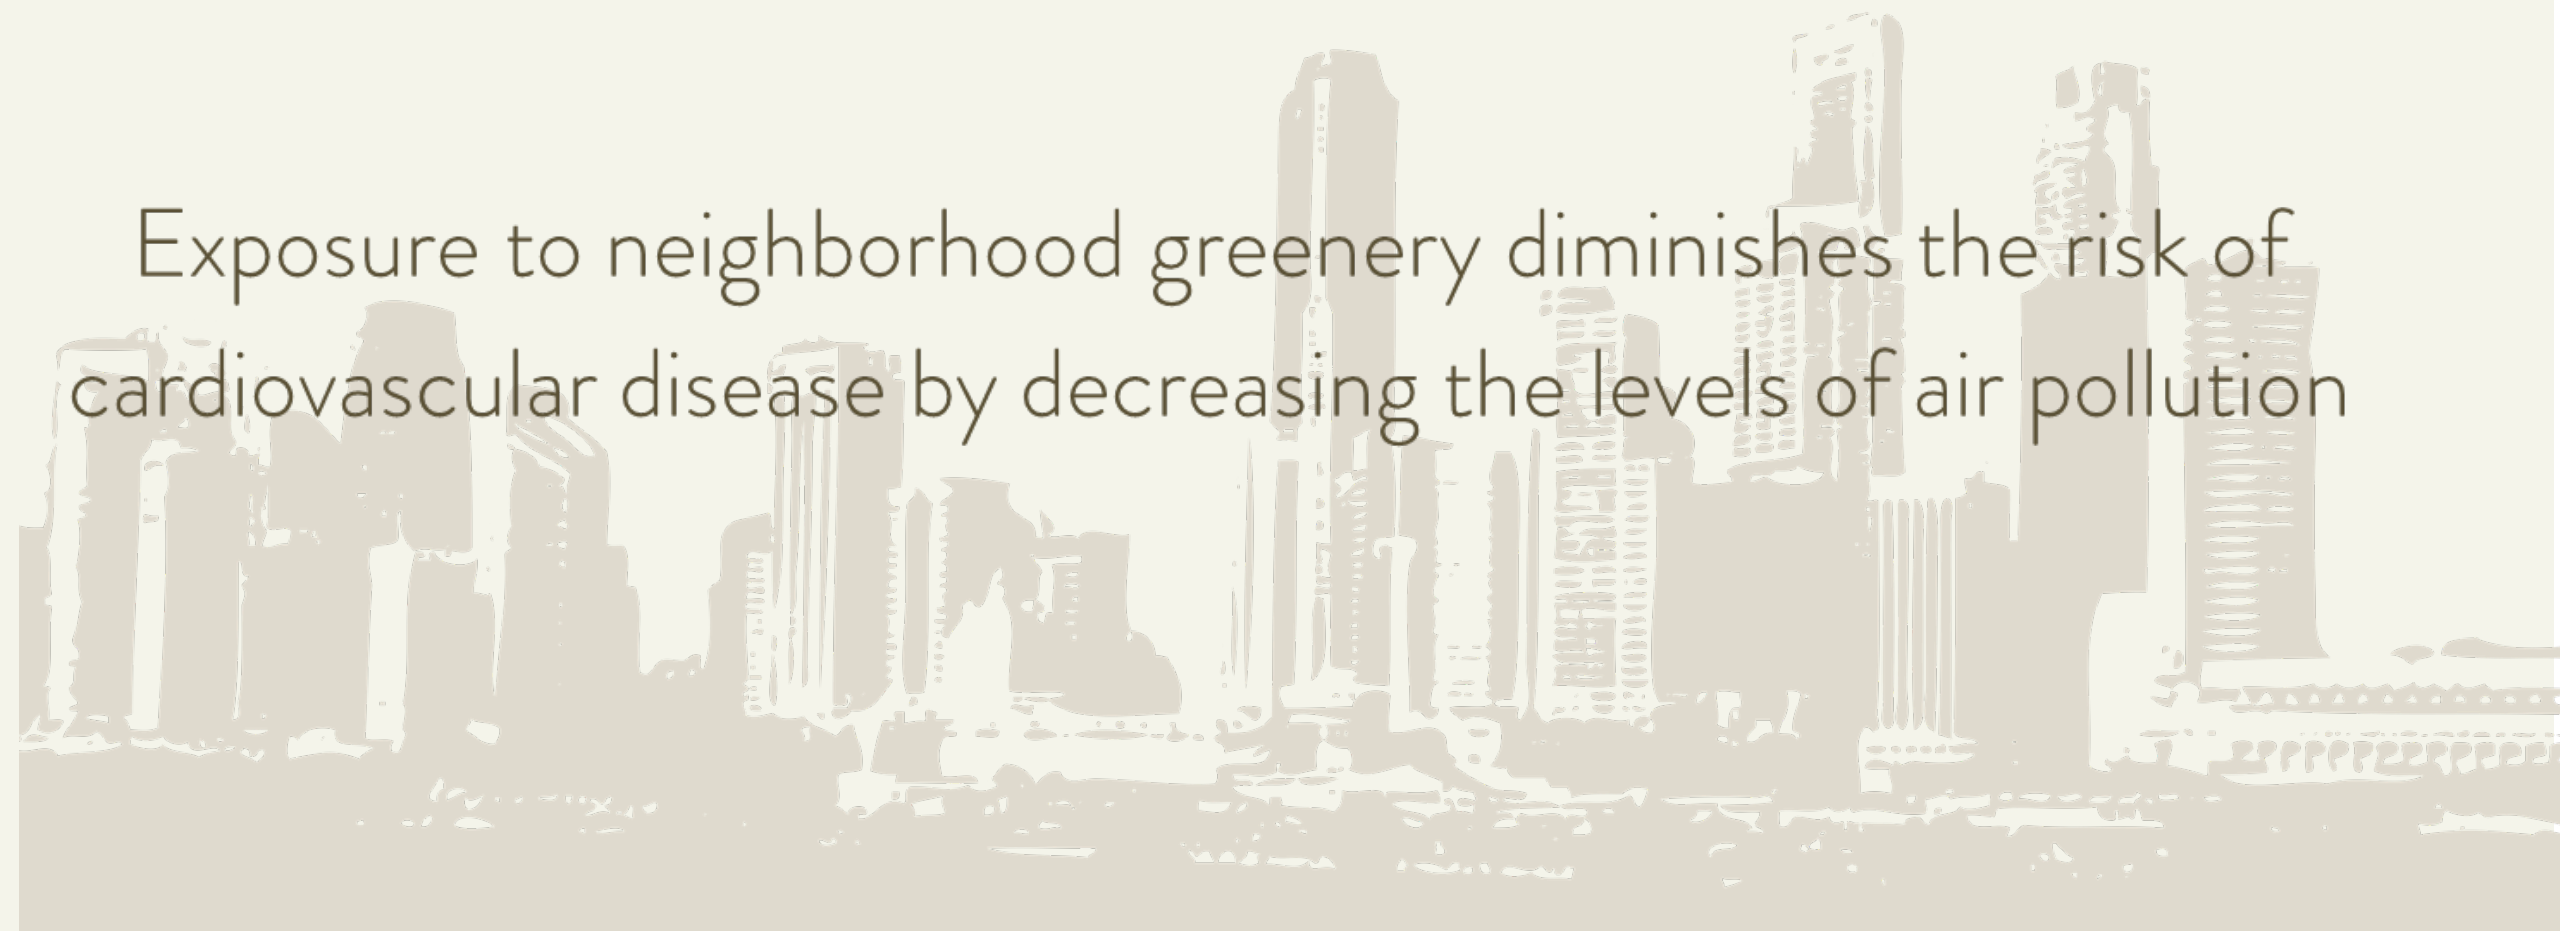 Exposure to neighborhood greenery diminishes the risk of
cardiovascular disease by decreasing the levels of air pollution